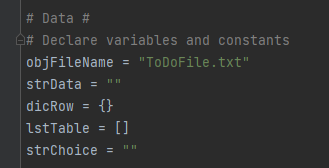 # Data #
# Declare variables and constants
objFileName = "ToDoFile.txt"
strData = ""
dicRow = {}
lstTable = []
strChoice = ""